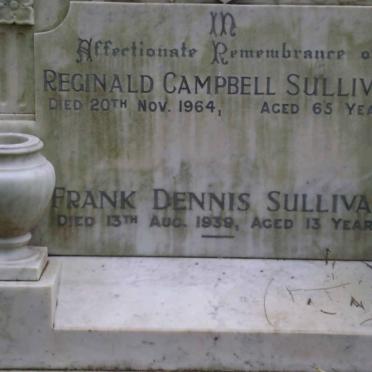 In
Affectionate Remembrance o
REGINALD CAMPBELL SULLIV
DIED 20TH NOV. 1964, AGED 65 YEA
FRANK DENNIS SULLIVA
DIED 13TH AUG. 1939, AGED 13 YEAR